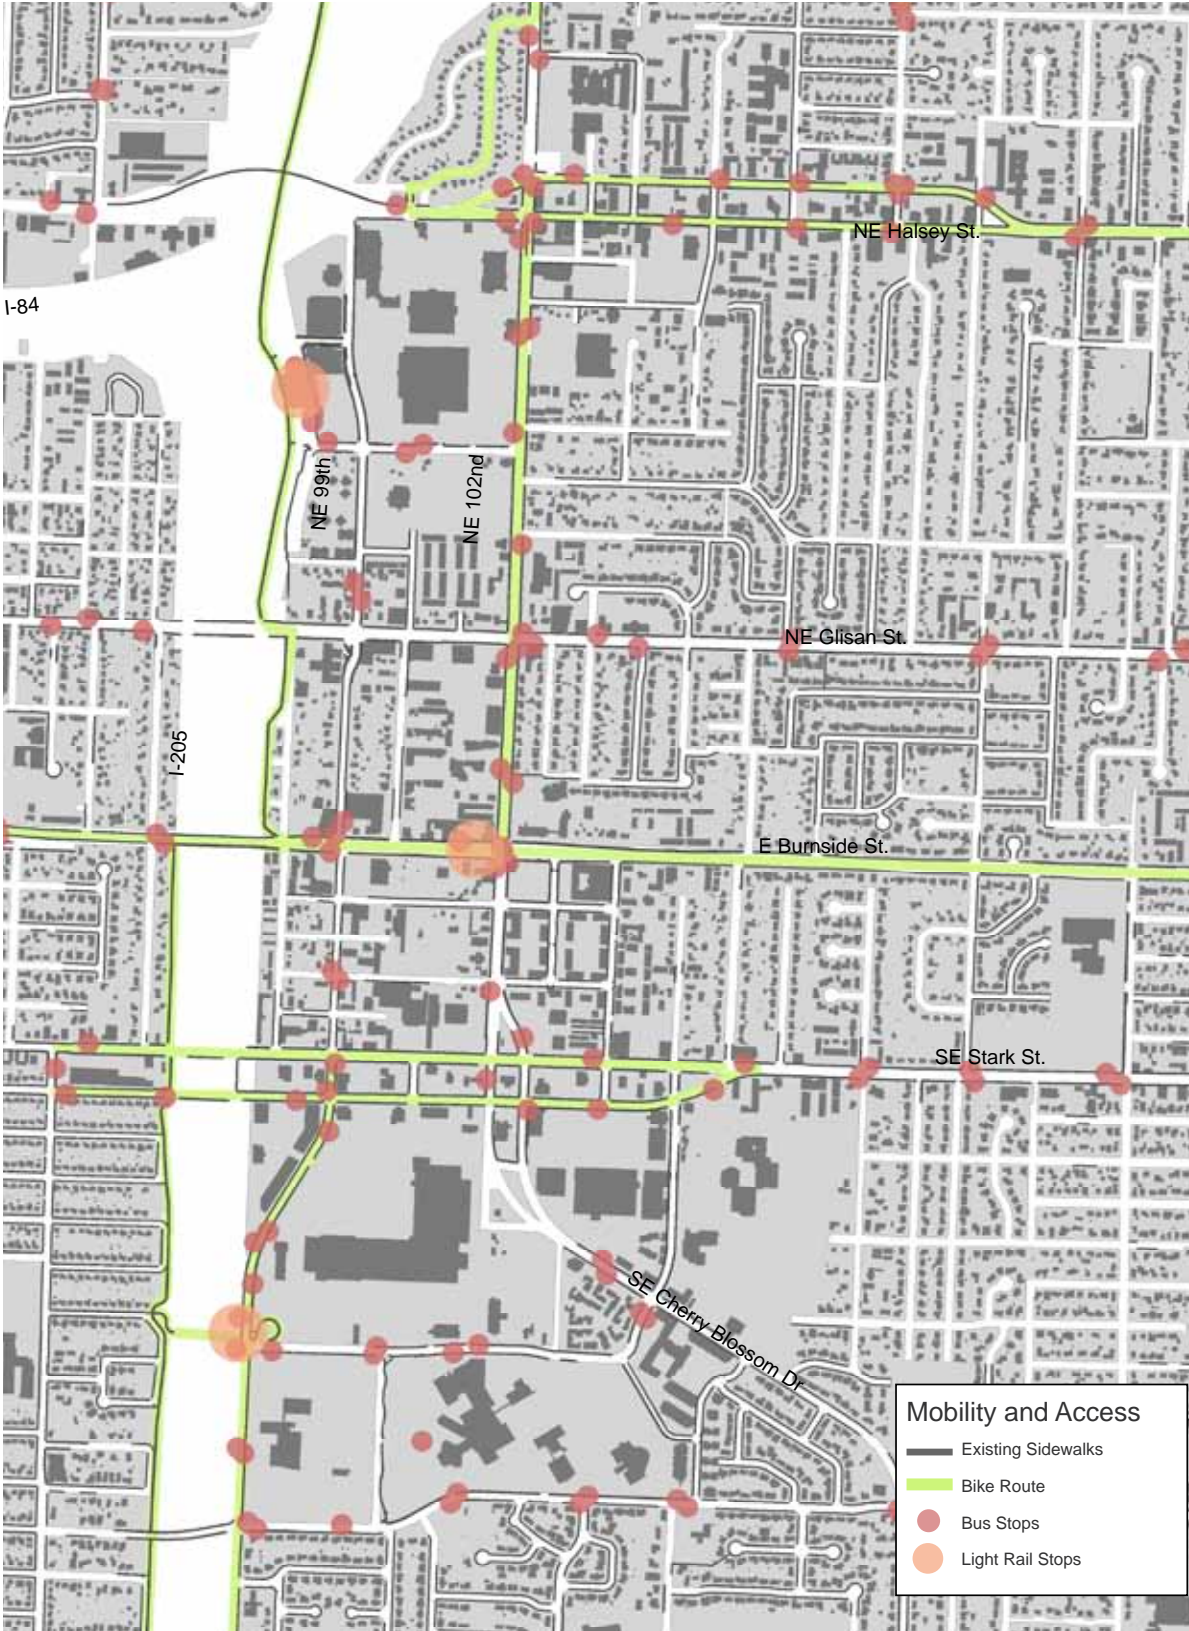 NE Halsey St.
I-84
NE 99th
NE 102nd
NE Glisan St.
I-205
E Burnside St.
SE Stark St.
SE Cherry Blossom Dr
Mobility and Access
Existing Sidewalks
Bike Route
Bus Stops
Light Rail Stops